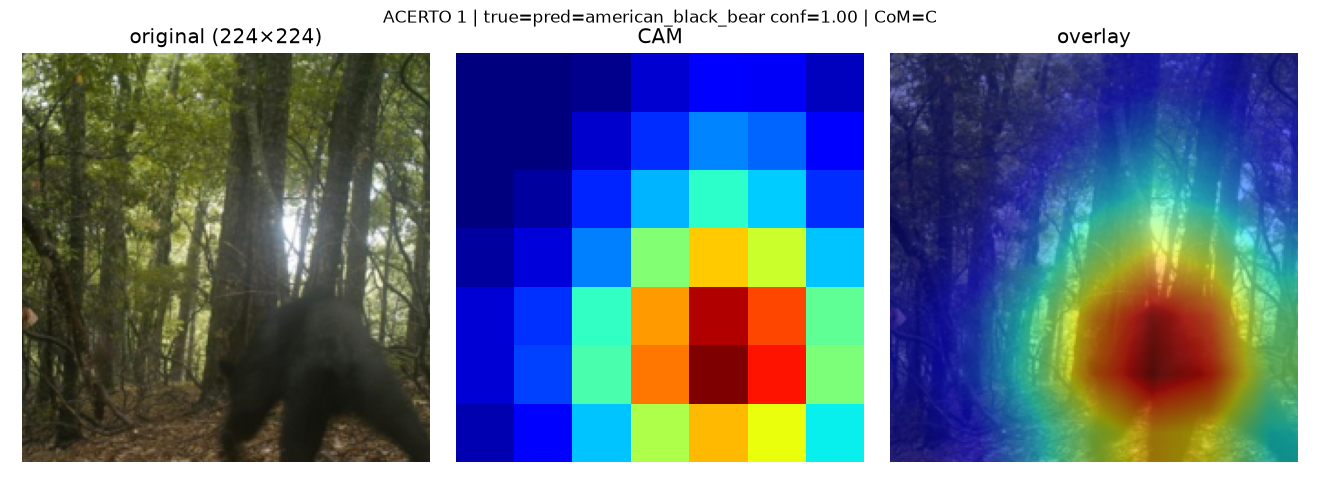 ACERTO 1 | true=pred=american_black_bear conf=1.00 | CoM=C
original (224×224)
CAM
overlay